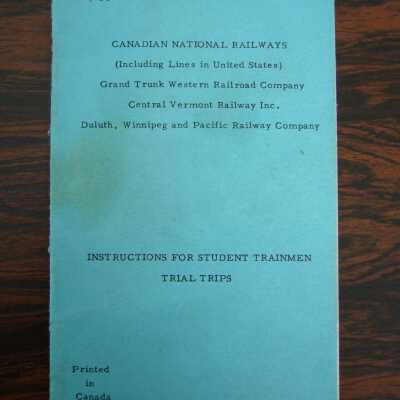 CANADIAN NATIONAL RAILWAYS
(Including Lines in United States)
Grand Trunk Western Railroad Company
Central Vermont Railway Inc.
Duluth, Winnipeg and Pacific Railway Company
INSTRUCTIONS FOR STUDENT TRAINMEN
TRIAL TRIPS
Printed
in
Canada